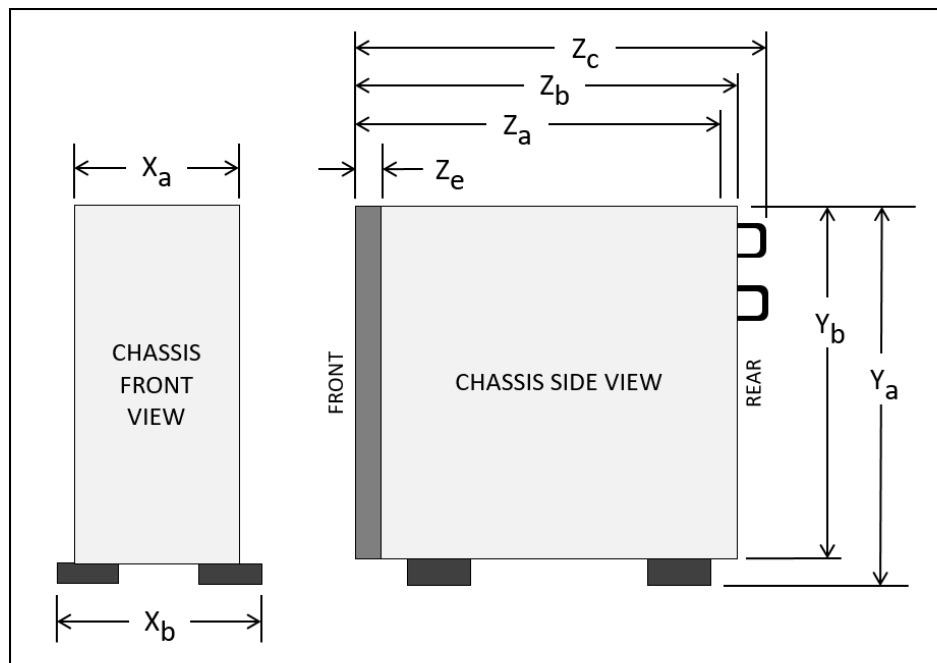 Zc
Zb
Za
Xa
Ze
CHASSIS
FRONT
VIEW
FRONT
CHASSIS SIDE VIEW
REAR
Yb
Ya
Xb